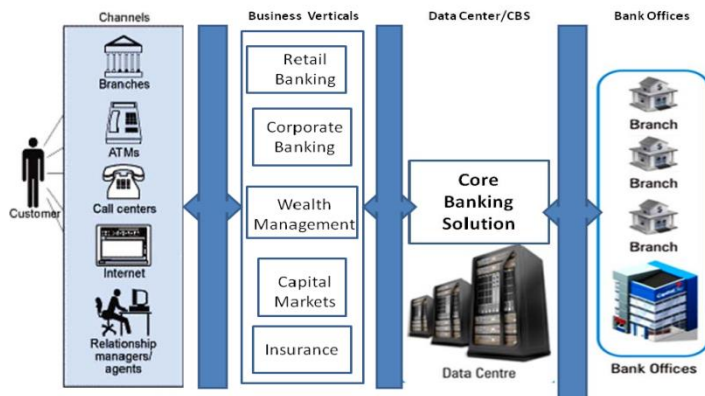 Channels
Business Verticals
Data Center/CBS
Bank Offices
Customer
Branches
ATMs
Call centers
Internet
Relationship
managers/
agents
Retail
Banking
Corporate
Banking
Wealth
Management
Capital
Markets
Insurance
Core
Banking
Solution
Data Centre
Branch
Branch
Branch
Bank Offices